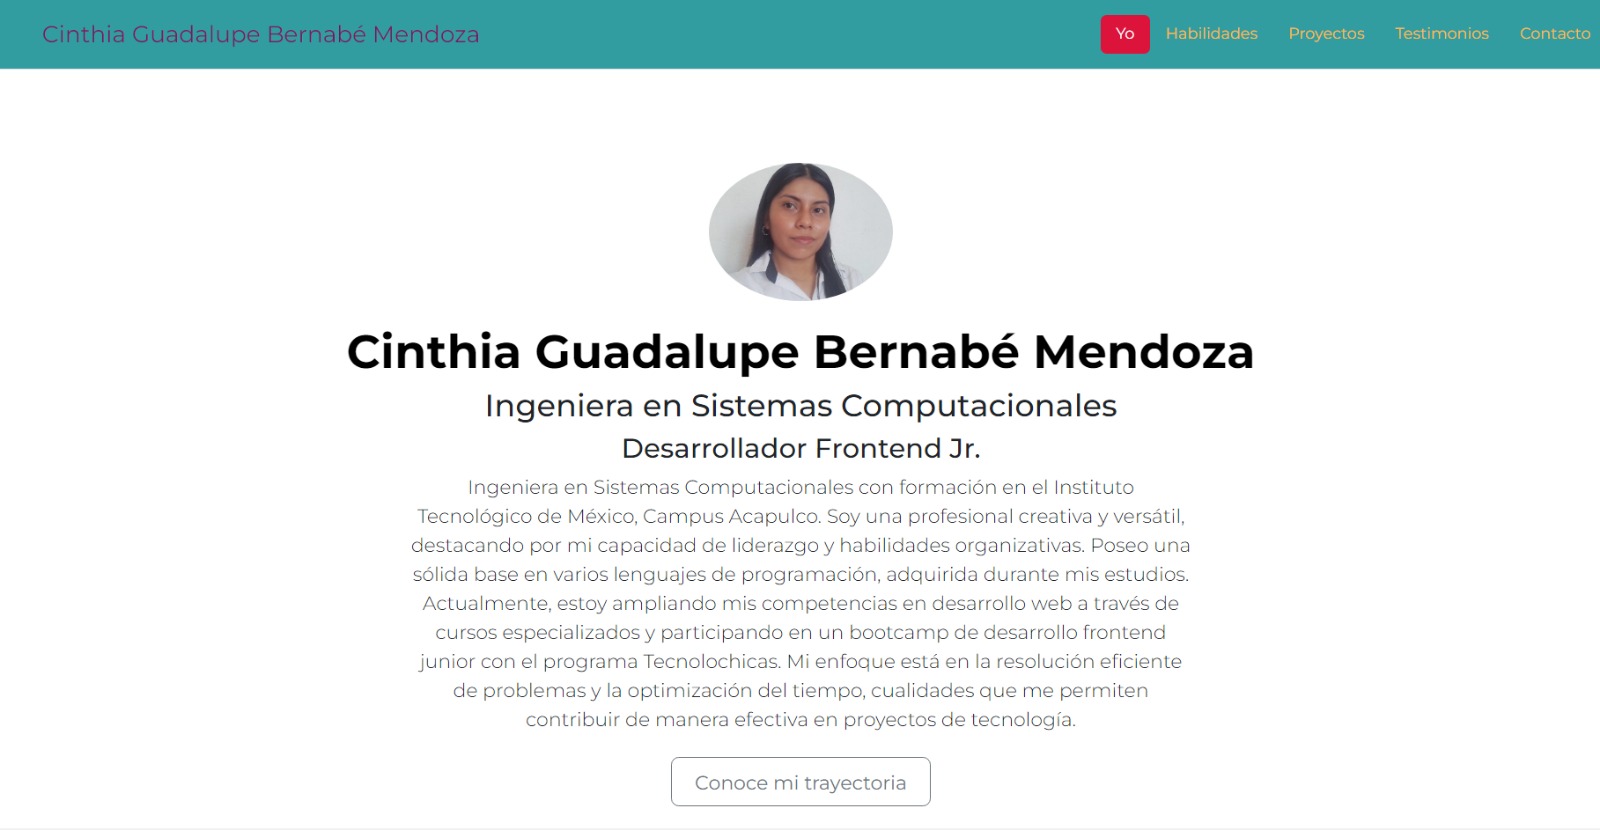 Cinthia Guadalupe Bernabé Mendoza
Yo
Habilidades
Proyectos
Testimonios
Contacto
Cinthia Guadalupe Bernabé Mendoza
Ingeniera en Sistemas Computacionales
Desarrollador Frontend Jr.
Ingeniera en Sistemas Computacionales con formación en el Instituto
Tecnológico de México, Campus Acapulco. Soy una profesional creativa y versátil,
destacando por mi capacidad de liderazgo y habilidades organizativas. Poseo una
sólida base en varios lenguajes de programación, adquirida durante mis estudios.
Actualmente, estoy ampliando mis competencias en desarrollo web a través de
cursos especializados y participando en un bootcamp de desarrollo frontend
junior con el programa Tecnolochicas. Mi enfoque está en la resolución eficiente
de problemas y la optimización del tiempo, cualidades que me permiten
contribuir de manera efectiva en proyectos de tecnología.
Conoce mi trayectoria